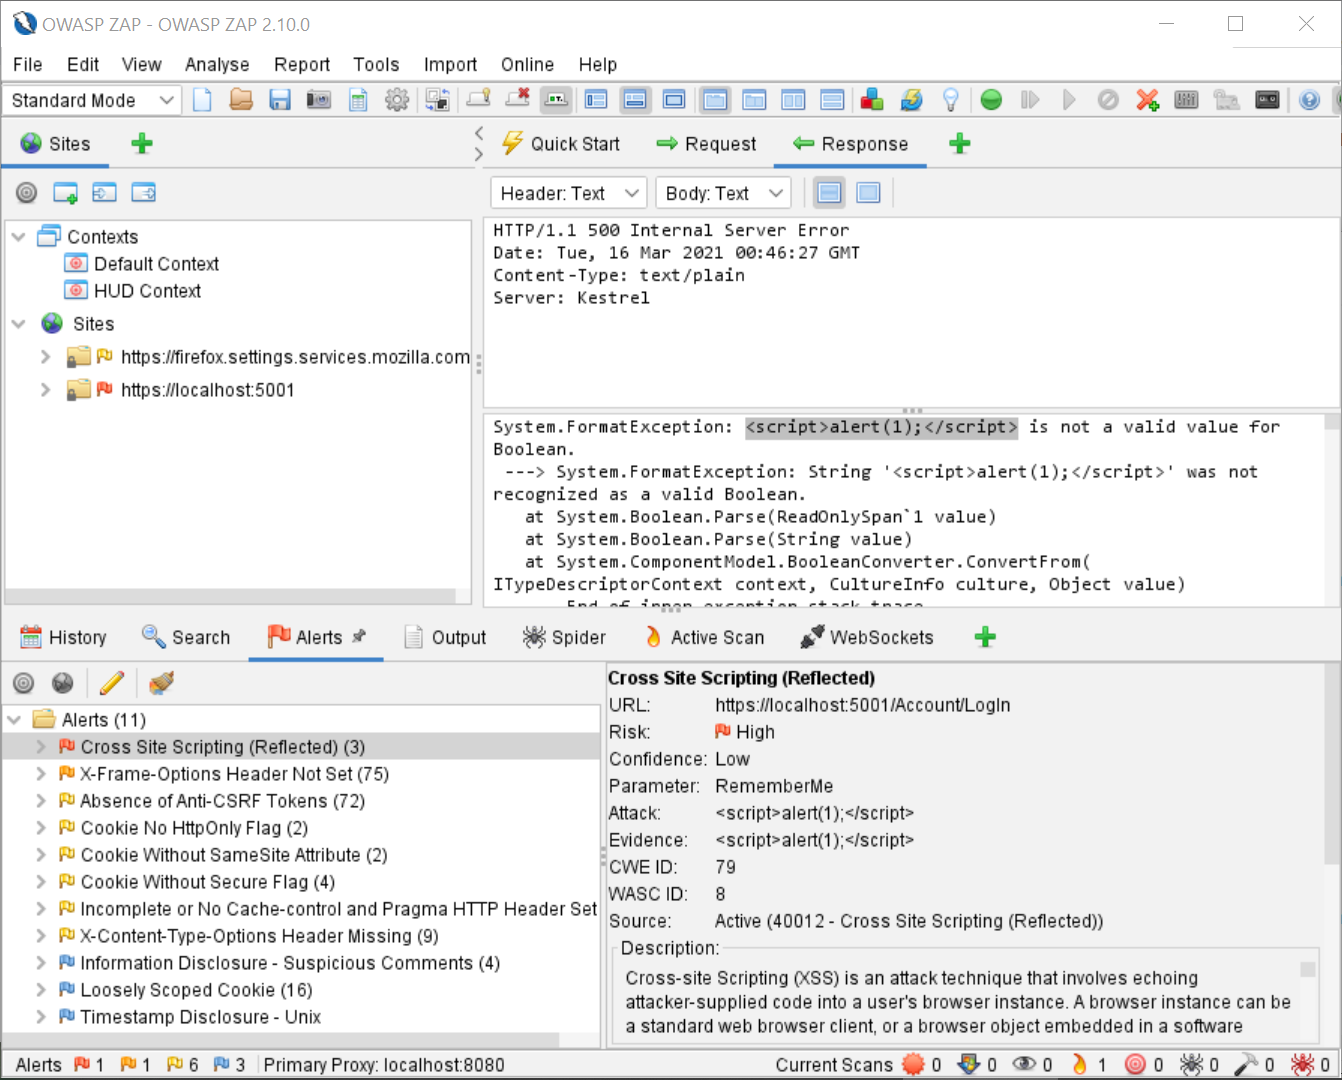 OWASP ZAP - OWASP ZAP 2.10.0
File Edit View Analyse Report Tools Import Online Help
Standard Mode
Sites
Quick Start Request Response
Header: Text Body: Text
Contexts
Default Context
HUD Context
Sites
https://firefox.settings.services.mozilla.com
https://localhost:5001
HTTP/1.1 500 Internal Server Error
Date: Tue, 16 Mar 2021 00:46:27 GMT
Content-Type: text/plain
Server: Kestrel
System.FormatException: <script>alert(1);</script> is not a valid value for
Boolean.
---> System.FormatException: String '<script>alert(1);</script>' was not
recognized as a valid Boolean.
at System.Boolean.Parse(ReadOnlySpan`1 value)
at System.Boolean.Parse(String value)
at System.ComponentModel.BooleanConverter.ConvertFrom(
ITypeDescriptorContext context, CultureInfo culture, Object value)
End of inner exception stack trace
History Search Alerts Output Spider Active Scan WebSockets
Alerts (11)
Cross Site Scripting (Reflected) (3)
X-Frame-Options Header Not Set (75)
Absence of Anti-CSRF Tokens (72)
Cookie No HttpOnly Flag (2)
Cookie Without SameSite Attribute (2)
Cookie Without Secure Flag (4)
Incomplete or No Cache-control and Pragma HTTP Header Set
X-Content-Type-Options Header Missing (9)
Information Disclosure - Suspicious Comments (4)
Loosely Scoped Cookie (16)
Timestamp Disclosure - Unix
Cross Site Scripting (Reflected)
URL: https://localhost:5001/Account/LogIn
Risk: High
Confidence: Low
Parameter: RememberMe
Attack: <script>alert(1);</script>
Evidence: <script>alert(1);</script>
CWE ID: 79
WASC ID: 8
Source: Active (40012 - Cross Site Scripting (Reflected))
Description:
Cross-site Scripting (XSS) is an attack technique that involves echoing
attacker-supplied code into a user's browser instance. A browser instance can be
a standard web browser client, or a browser object embedded in a software
Alerts 1 1 6 3 Primary Proxy: localhost:8080 Current Scans 0 0 0 1 0 0 0 0